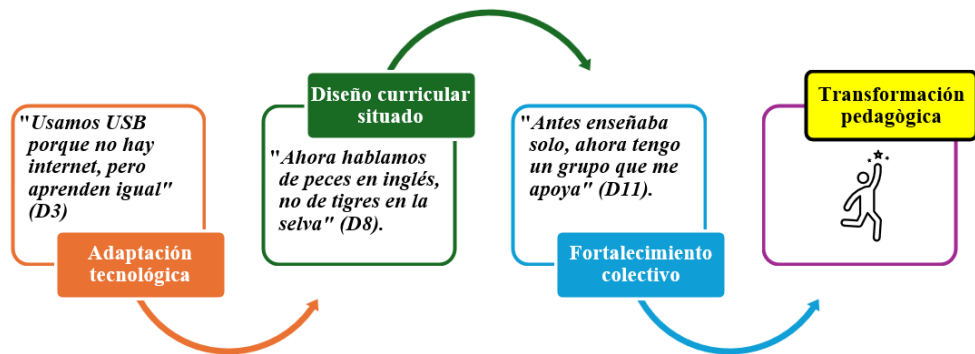 "Usamos USB
porque no hay
internet, pero
aprenden igual"
(D3)
Adaptación
tecnológica
Diseño curricular
situado
"Ahora hablamos
de peces en inglés,
no de tigres en la
selva" (D8).
"Antes enseñaba
solo, ahora tengo
un grupo que me
apoya" (D11).
Fortalecimiento
colectivo
Transformación
pedagògica